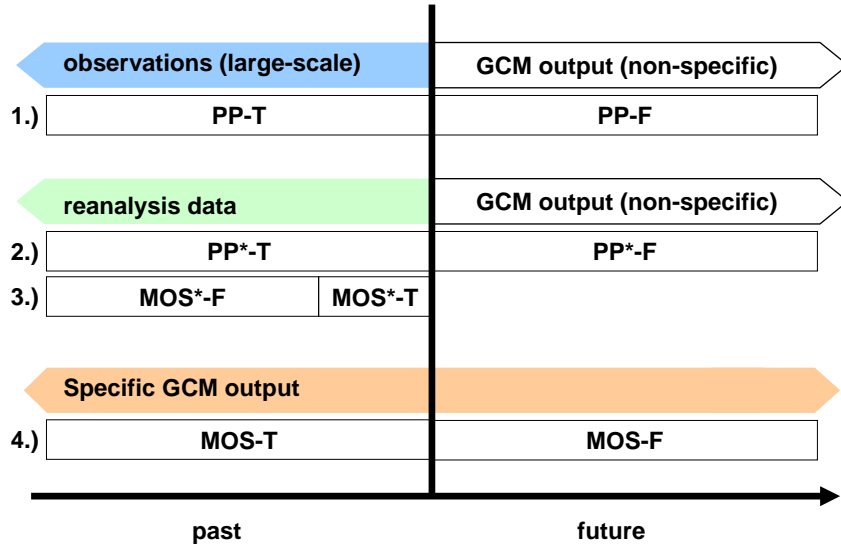 observations (large-scale) GCM output (non-specific)
1.) PP-T PP-F
reanalysis data GCM output (non-specific)
2.) PP*-T PP*-F
3.) MOS*-F MOS*-T
Specific GCM output
4.) MOS-T MOS-F
past future